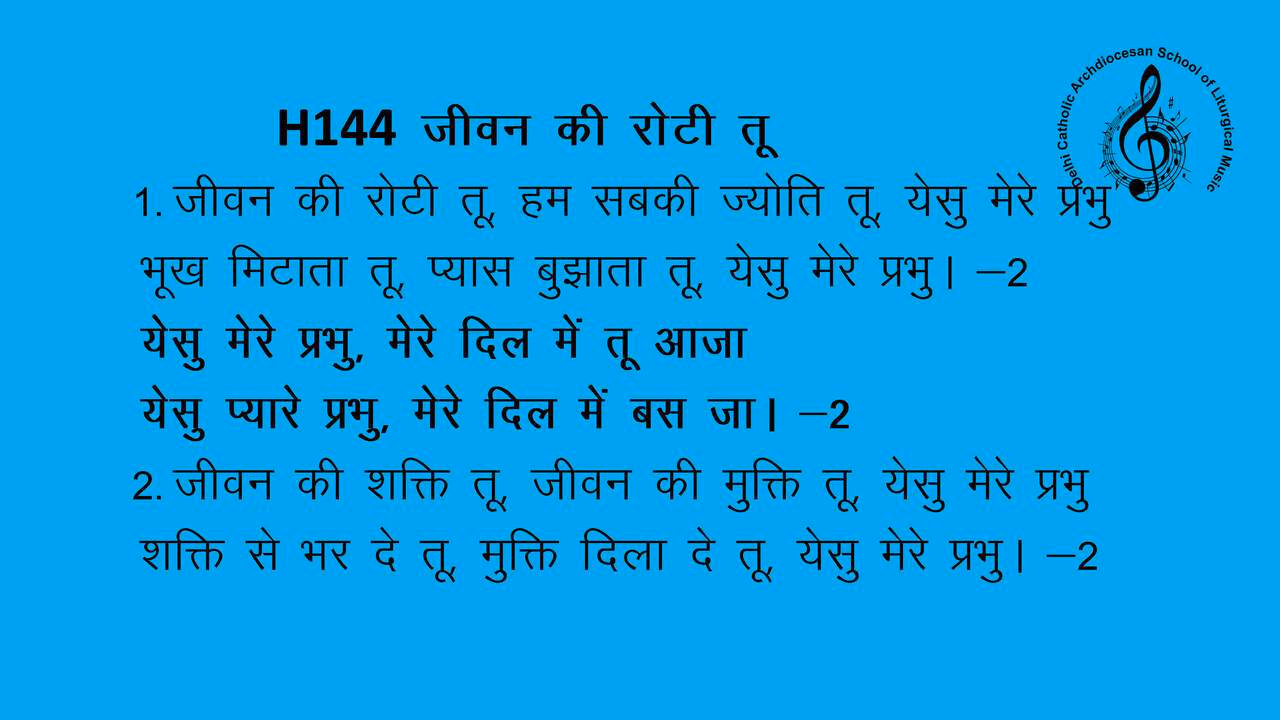 H144 जीवन की रोटी तू
Delhi Catholic Archdiocesan School of Liturgical Music
1. जीवन की रोटी तू, हम सबकी ज्योति तू, येसु मेरे प्रभु
भूख मिटाता तू, प्यास बुझाता तू, येसु मेरे प्रभु। –2
येसु मेरे प्रभु, मेरे दिल में तू आजा
येसु प्यारे प्रभु, मेरे दिल में बस जा। –2
2. जीवन की शक्ति तू, जीवन की मुक्ति तू, येसु मेरे प्रभु
शक्ति से भर दे तू, मुक्ति दिला दे तू, येसु मेरे प्रभु। –2